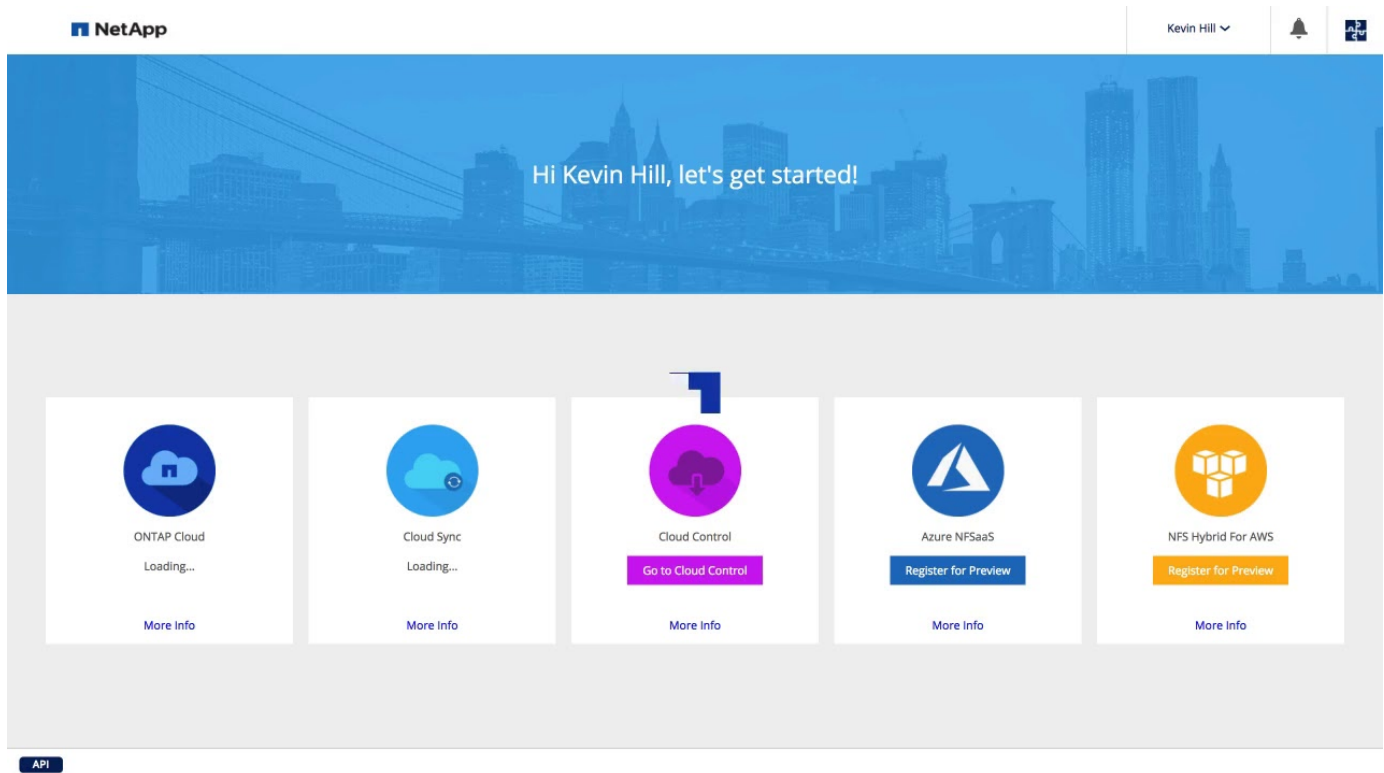 NetApp
Kevin Hill
Hi Kevin Hill, let's get started!
ONTAP Cloud
Loading...
More Info
Cloud Sync
Loading...
More Info
Cloud Control
Go to Cloud Control
More Info
Azure NFSaaS
Register for Preview
More Info
NFS Hybrid For AWS
Register for Preview
More Info
API